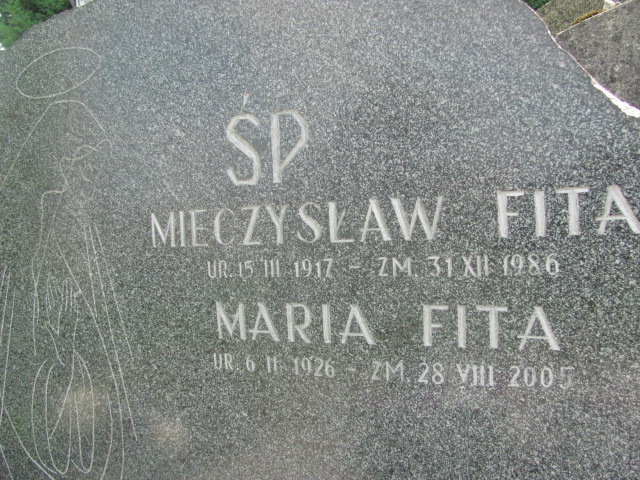 ŚP
MIECZYSŁAW FITA
UR. 15 III 1917 - ZM. 31 XII 1986
MARIA FITA
UR. 6 II 1926 - ZM. 28 VIII 2005